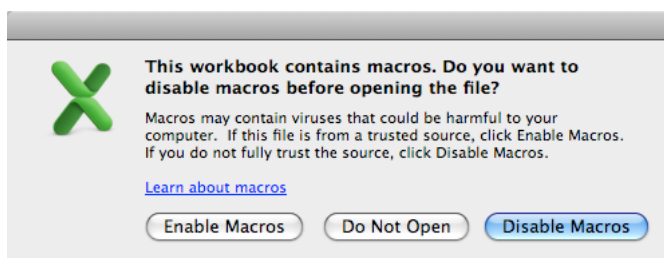 This workbook contains macros. Do you want to
disable macros before opening the file?
Macros may contain viruses that could be harmful to your
computer.  If this file is from a trusted source, click Enable Macros.
If you do not fully trust the source, click Disable Macros.
Learn about macros
Enable Macros
Do Not Open
Disable Macros